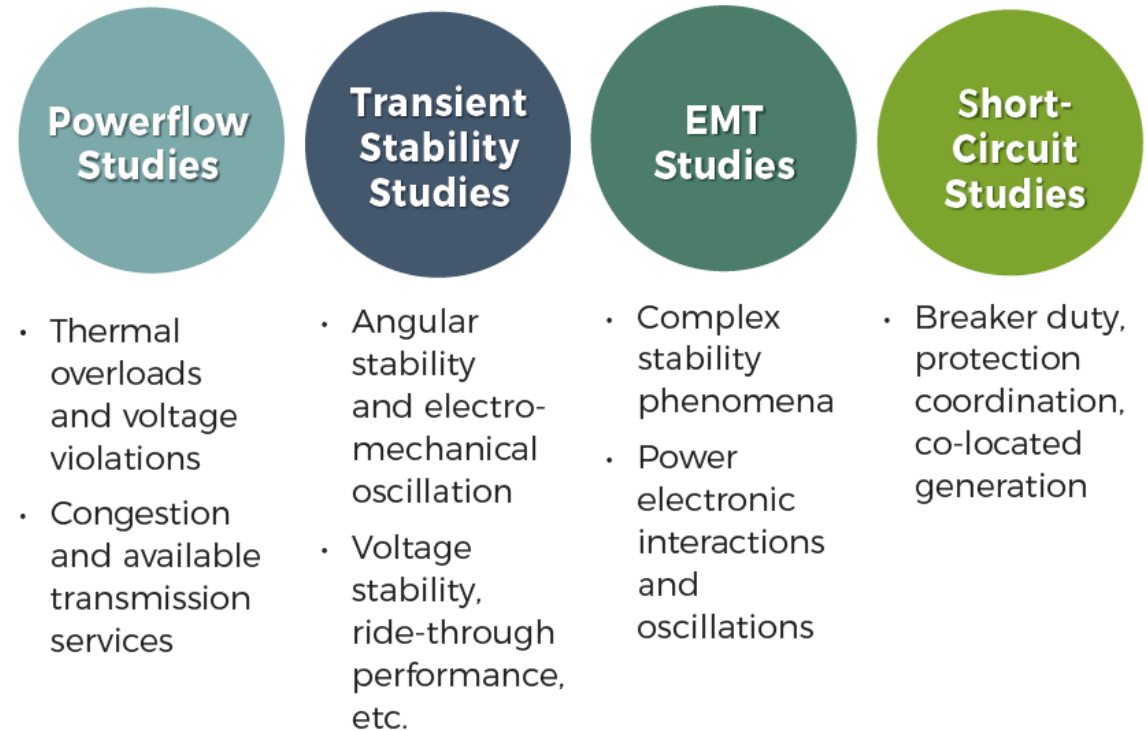 Powerflow
Studies
• Thermal
overloads
and voltage
violations
• Congestion
and available
transmission
services
Transient
Stability
Studies
• Angular
stability
and electro-
mechanical
oscillation
• Voltage
stability,
ride-through
performance,
etc.
EMT
Studies
• Complex
stability
phenomena
• Power
electronic
interactions
and
oscillations
Short-
Circuit
Studies
• Breaker duty,
protection
coordination,
co-located
generation